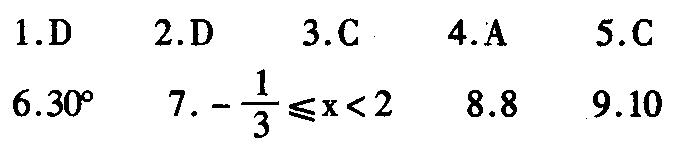 1.D 2.D 3.C 4.A 5.C
6.30° 7. -1/3 ⩽ x < 2 8.8 9.10